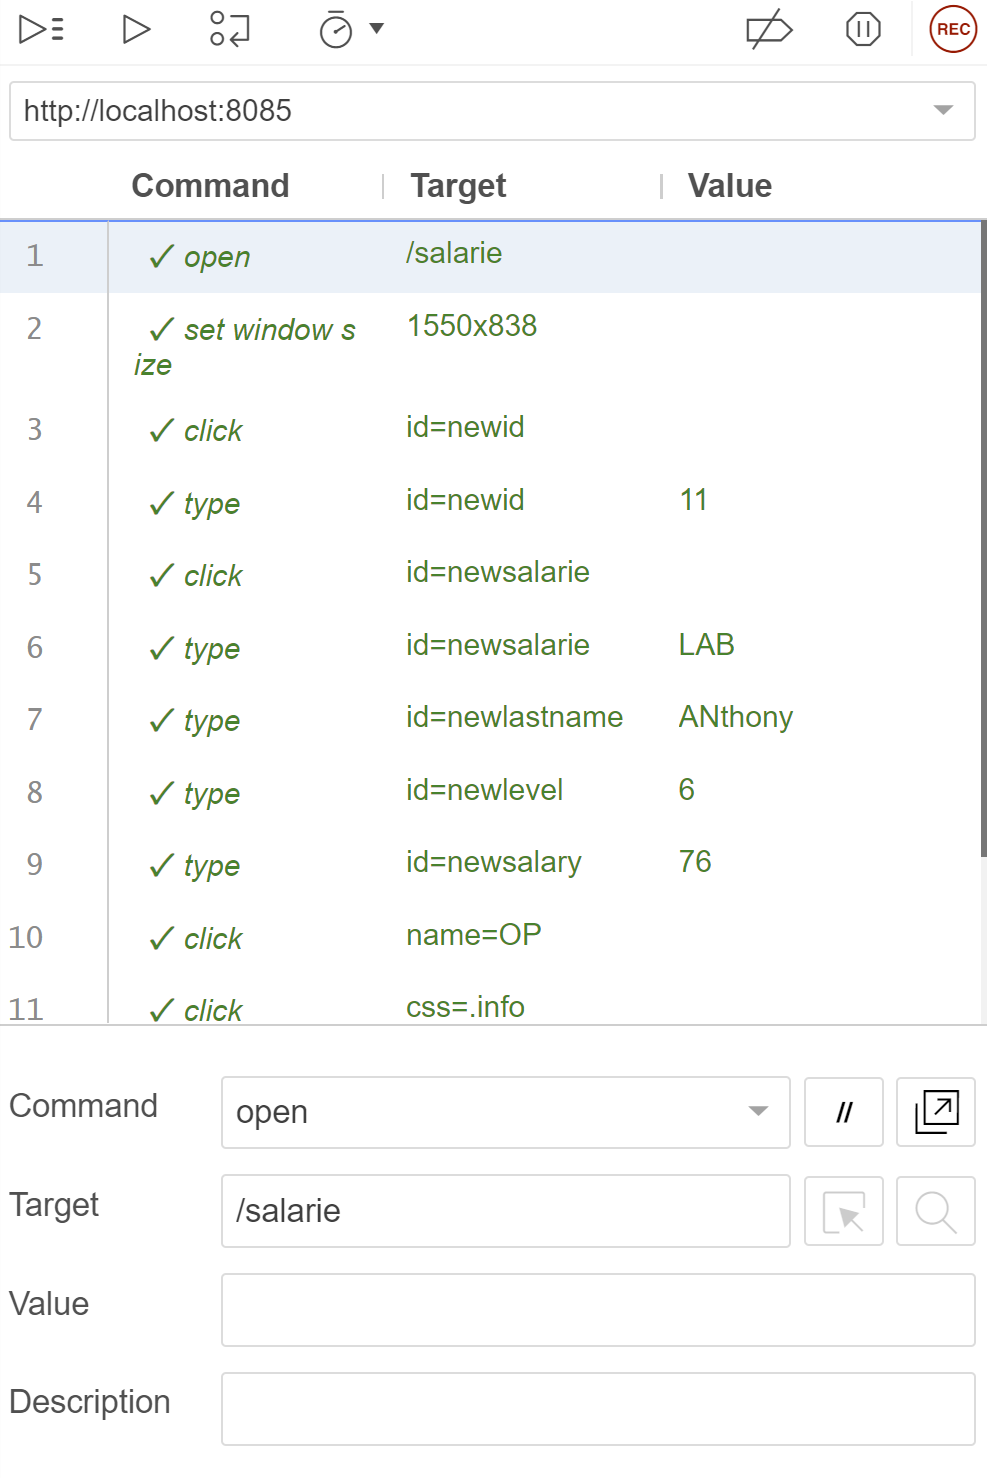 REC
http://localhost:8085
Command Target Value
1 ✓ open /salarie
2 ✓ set window s 1550x838
ize
3 ✓ click id=newid
4 ✓ type id=newid 11
5 ✓ click id=newsalarie
6 ✓ type id=newsalarie LAB
7 ✓ type id=newlastname ANthony
8 ✓ type id=newlevel 6
9 ✓ type id=newsalary 76
10 ✓ click name=OP
11 ✓ click css=.info
Command open //
Target /salarie
Value
Description